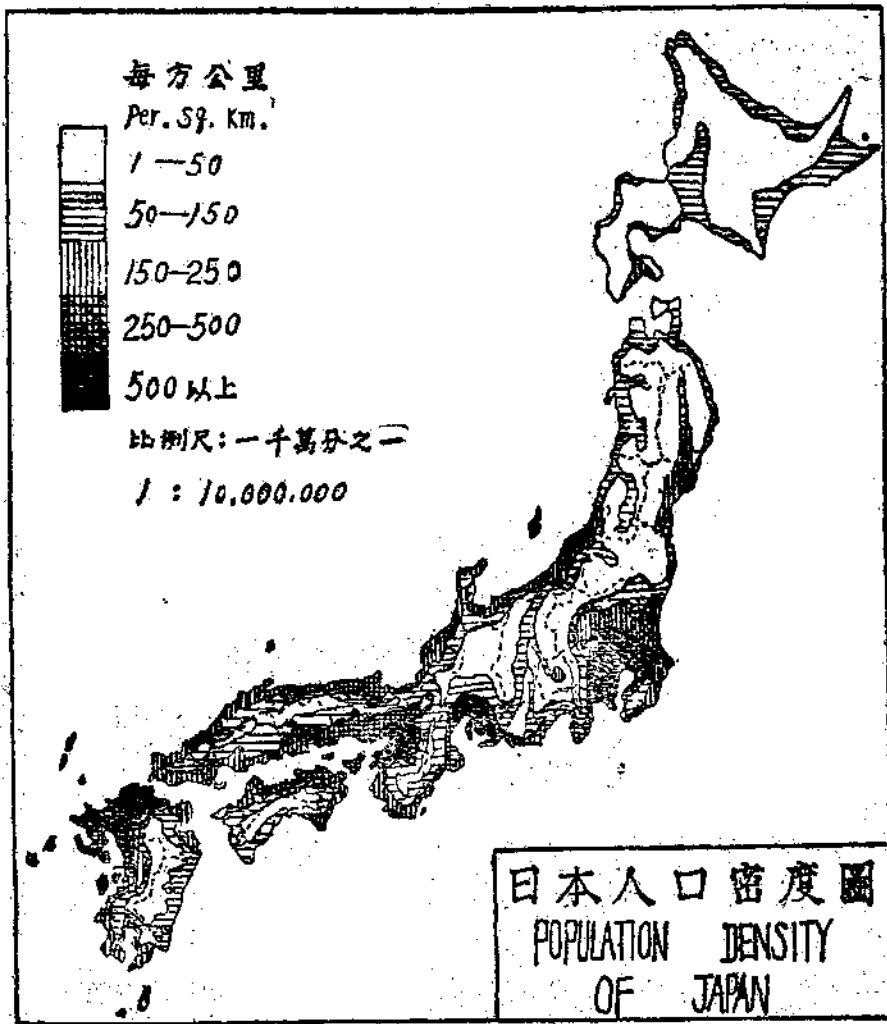 每方公里
Per. Sq. Km.
1—50
50—150
150—250
250—500
500以上
比例尺:一千萬分之一
1 : 10.000.000
日本人口密度圖
POPULATION DENSITY
OF JAPAN